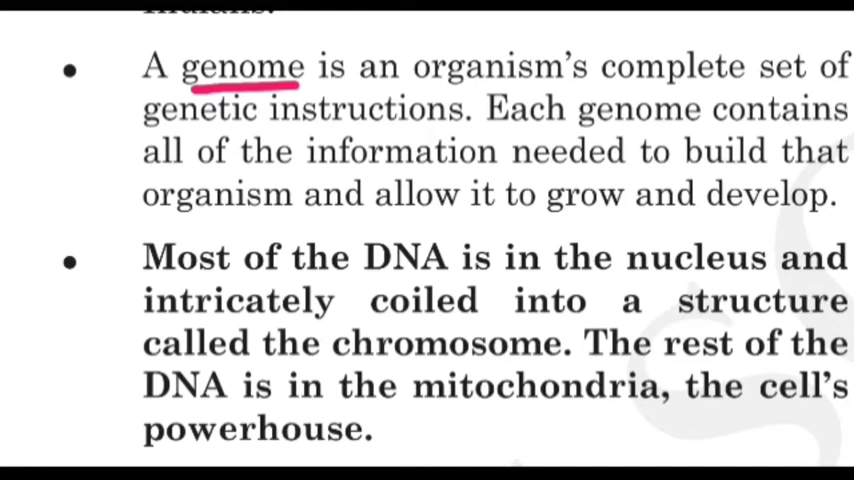 • A genome is an organism's complete set of
genetic instructions. Each genome contains
all of the information needed to build that
organism and allow it to grow and develop.
• Most of the DNA is in the nucleus and
intricately coiled into a structure
called the chromosome. The rest of the
DNA is in the mitochondria, the cell's
powerhouse.